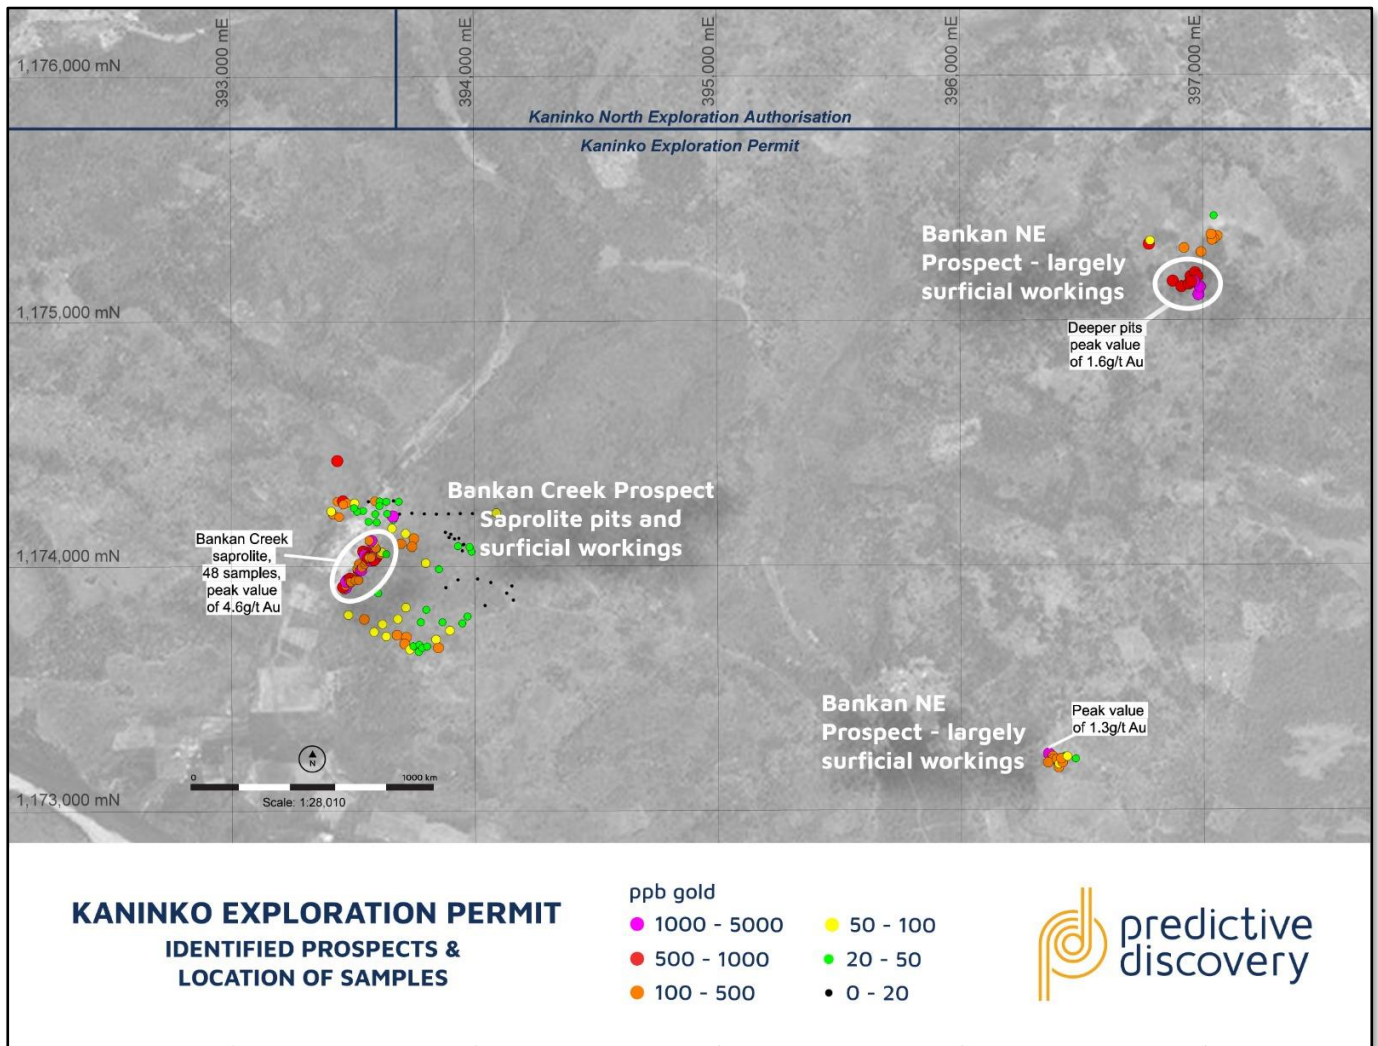 393,000 mE
394,000 mE
395,000 mE
396,000 mE
397,000 mE
1,176,000 mN
Kaninko North Exploration Authorisation
Kaninko Exploration Permit
Bankan NE
Prospect - largely
surficial workings
1,175,000 mN
Deeper pits
peak value
of 1.6g/t Au
Bankan Creek Prospect
Saprolite pits and
surficial workings
Bankan Creek
saprolite,
48 samples,
peak value
of 4.6g/t Au
1,174,000 mN
Bankan NE
Prospect - largely
surficial workings
Peak value
of 1.3g/t Au
N
0 1000 km
Scale: 1:28,010
1,173,000 mN
KANINKO EXPLORATION PERMIT
IDENTIFIED PROSPECTS &
LOCATION OF SAMPLES
ppb gold
1000 - 5000
500 - 1000
100 - 500
50 - 100
20 - 50
0 - 20
predictive
discovery